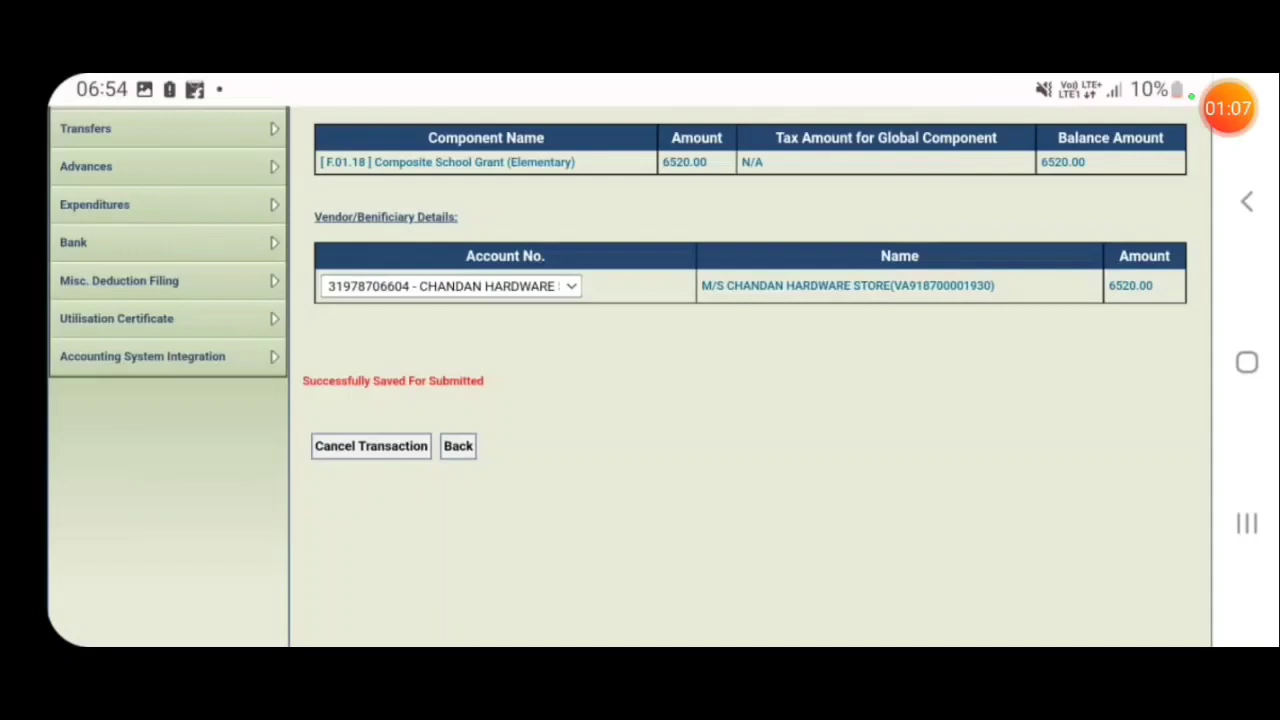 06:54
Voo) LTE+
LTE1
10%
01:07
Transfers
Advances
Expenditures
Bank
Misc. Deduction Filing
Utilisation Certificate
Accounting System Integration
Component Name Amount Tax Amount for Global Component Balance Amount
[ F.01.18 ] Composite School Grant (Elementary) 6520.00 N/A 6520.00
Vendor/Benificiary Details:
Account No. Name Amount
31978706604 - CHANDAN HARDWARE M/S CHANDAN HARDWARE STORE(VA918700001930) 6520.00
Successfully Saved For Submitted
Cancel Transaction Back